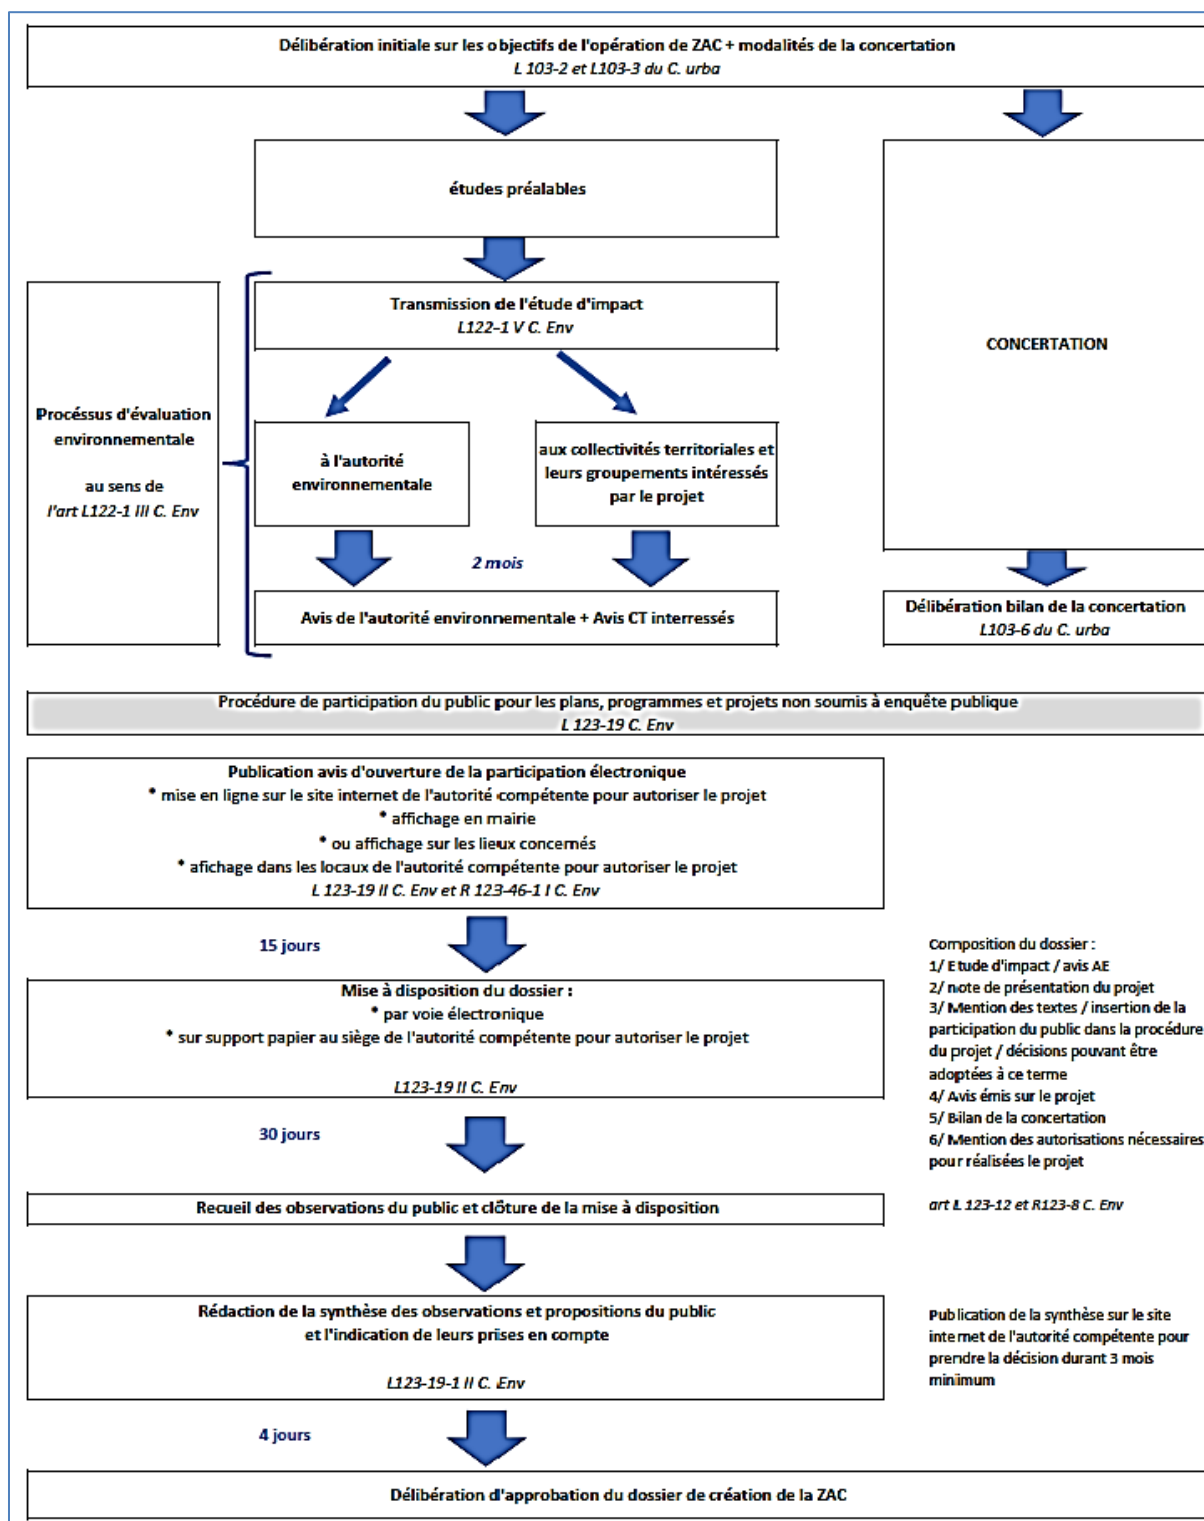 Délibération initiale sur les objectifs de l'opération de ZAC + modalités de la concertation
L 103-2 et L103-3 du C. urba
études préalables
Transmission de l'étude d'impact
L122-1 V C. Env
CONCERTATION
Procéssus d'évaluation
environnementale
au sens de
l'art L122-1 III C. Env
à l'autorité
environnementale
aux collectivités territoriales et
leurs groupements intéressés
par le projet
2 mois
Avis de l'autorité environnementale + Avis CT interressés
Délibération bilan de la concertation
L103-6 du C. urba
Procédure de participation du public pour les plans, programmes et projets non soumis à enquête publique
L 123-19 C. Env
Publication avis d'ouverture de la participation électronique
* mise en ligne sur le site internet de l'autorité compétente pour autoriser le projet
* affichage en mairie
* ou affichage sur les lieux concernés
* afichage dans les locaux de l'autorité compétente pour autoriser le projet
L 123-19 II C. Env et R 123-46-1 I C. Env
15 jours
Mise à disposition du dossier :
* par voie électronique
* sur support papier au siège de l'autorité compétente pour autoriser le projet
L123-19 II C. Env
30 jours
Recueil des observations du public et clôture de la mise à disposition
Composition du dossier :
1/ Etude d'impact / avis AE
2/ note de présentation du projet
3/ Mention des textes / insertion de la
participation du public dans la procédure
du projet / décisions pouvant être
adoptées à ce terme
4/ Avis émis sur le projet
5/ Bilan de la concertation
6/ Mention des autorisations nécessaires
pour réalisées le projet
art L 123-12 et R123-8 C. Env
Rédaction de la synthèse des observations et propositions du public
et l'indication de leurs prises en compte
L123-19-1 II C. Env
Publication de la synthèse sur le site
internet de l'autorité compétente pour
prendre la décision durant 3 mois
minimum
4 jours
Délibération d'approbation du dossier de création de la ZAC